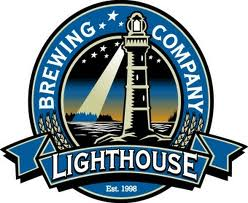 BREWING COMPANY
LIGHTHOUSE
Est. 1998